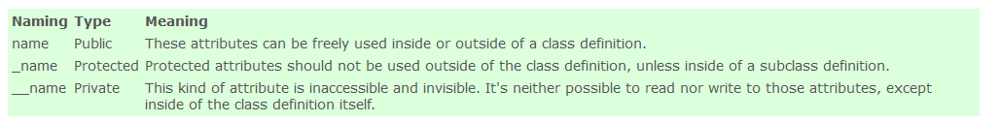 Naming Type Meaning
name Public These attributes can be freely used inside or outside of a class definition.
_name Protected Protected attributes should not be used outside of the class definition, unless inside of a subclass definition.
__name Private This kind of attribute is inaccessible and invisible. It's neither possible to read nor write to those attributes, except
inside of the class definition itself.